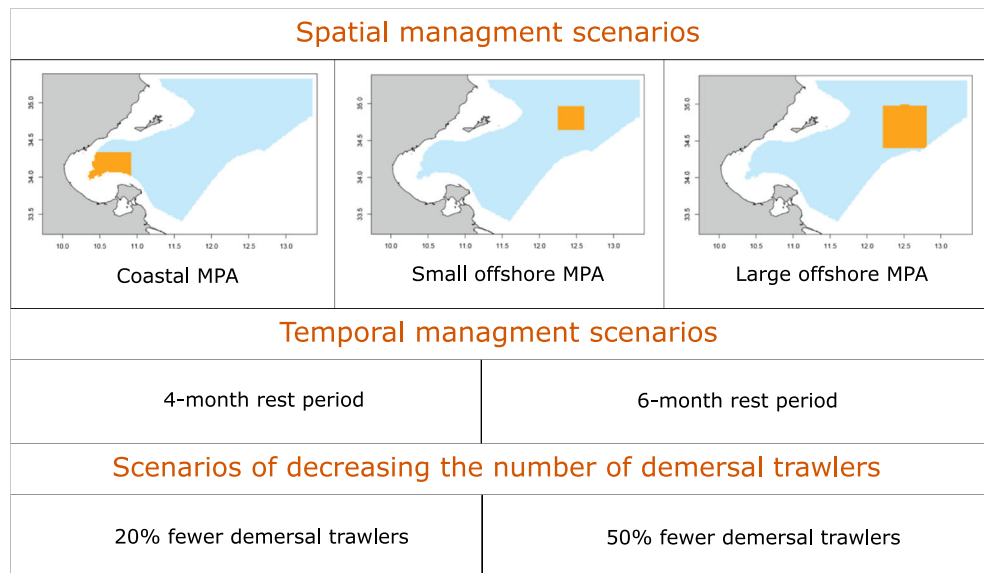 Spatial managment scenarios
35.0
34.5
34.0
33.5
10.0 10.5 11.0 11.5 12.0 12.5 13.0
Coastal MPA
35.0
34.5
34.0
33.5
10.0 10.5 11.0 11.5 12.0 12.5 13.0
Small offshore MPA
35.0
34.5
34.0
33.5
10.0 10.5 11.0 11.5 12.0 12.5 13.0
Large offshore MPA
Temporal managment scenarios
4-month rest period
6-month rest period
Scenarios of decreasing the number of demersal trawlers
20% fewer demersal trawlers
50% fewer demersal trawlers